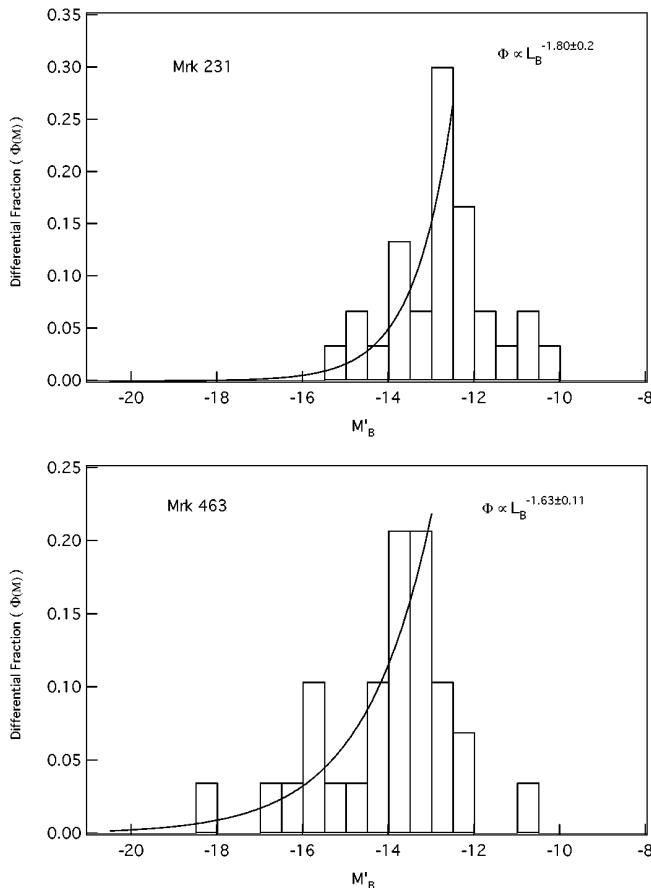 0.35
0.30
0.25
0.20
0.15
0.10
0.05
0.00
Differential Fraction ( Φ(M))
Mrk 231
Φ ∝ L_B^-1.80±0.2
-20 -18 -16 -14 -12 -10 -8
M'_B
0.25
0.20
0.15
0.10
0.05
0.00
Differential Fraction ( Φ(M))
Mrk 463
Φ ∝ L_B^-1.63±0.11
-20 -18 -16 -14 -12 -10 -8
M'_B